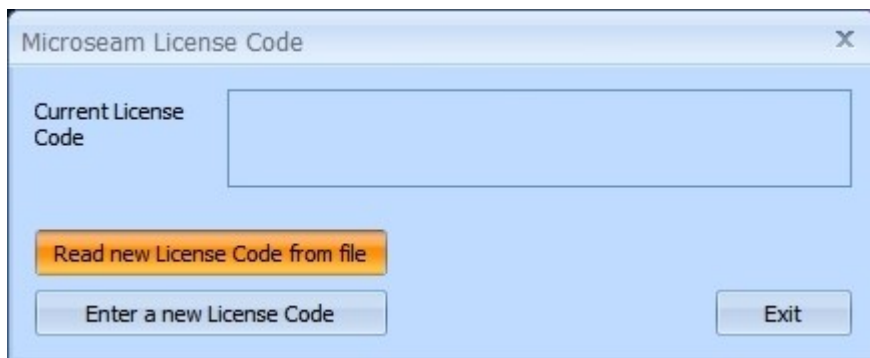 Microseam License Code
Current License
Code
Read new License Code from file
Enter a new License Code
Exit